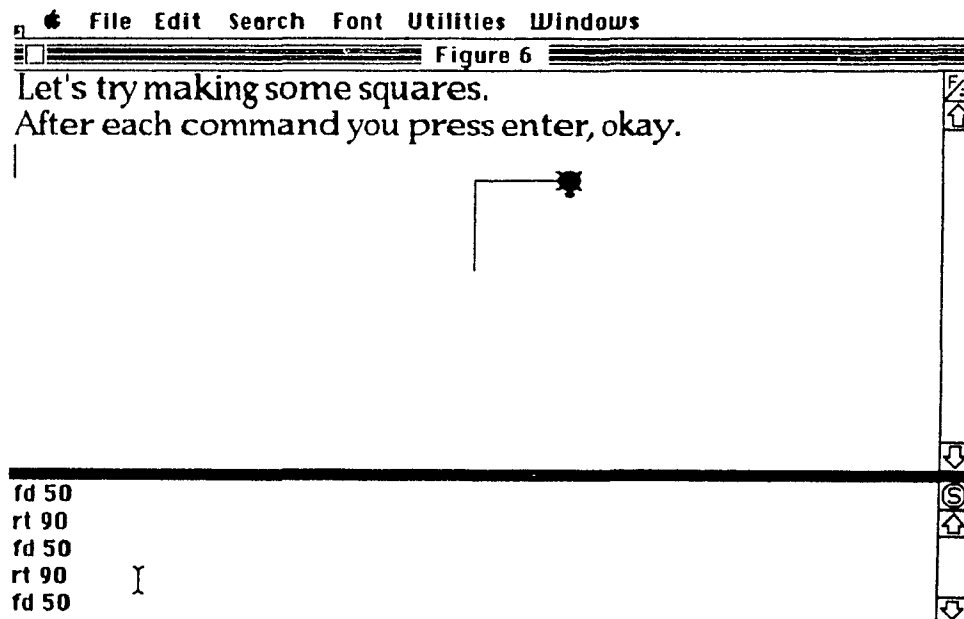 File Edit Search Font Utilities Windows
Figure 6
Let's try making some squares.
After each command you press enter, okay.
fd 50
rt 90
fd 50
rt 90
fd 50
S